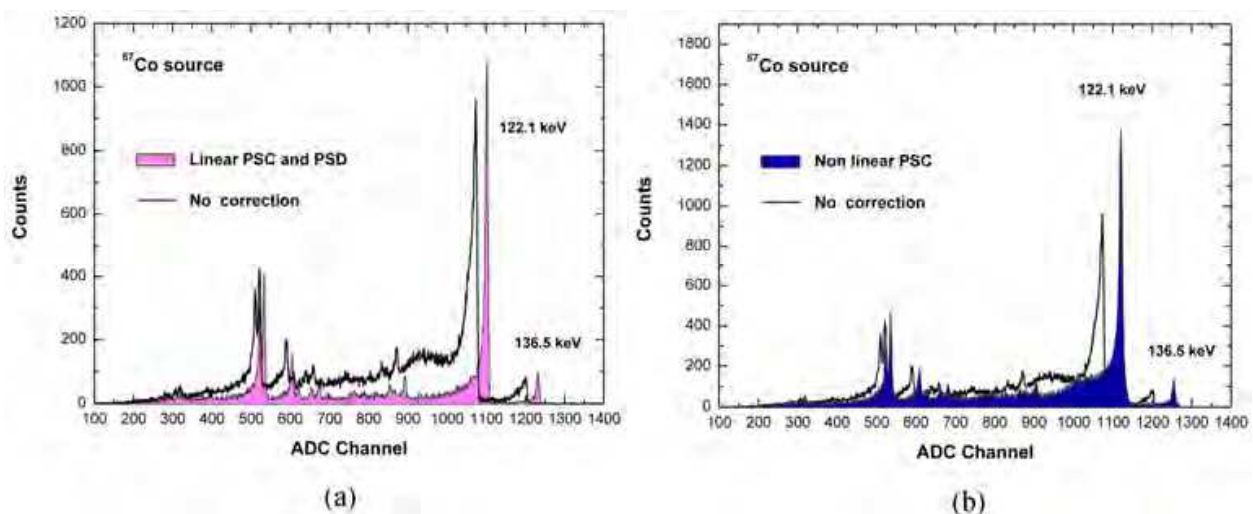 1200
1000
800
600
400
200
0
Counts
⁵⁷Co source
Linear PSC and PSD
No correction
122.1 keV
136.5 keV
100 200 300 400 500 600 700 800 900 1000 1100 1200 1300 1400
ADC Channel
(a)
1800
1600
1400
1200
1000
800
600
400
200
0
Counts
⁵⁷Co source
Non linear PSC
No correction
122.1 keV
136.5 keV
100 200 300 400 500 600 700 800 900 1000 1100 1200 1300 1400
ADC Channel
(b)